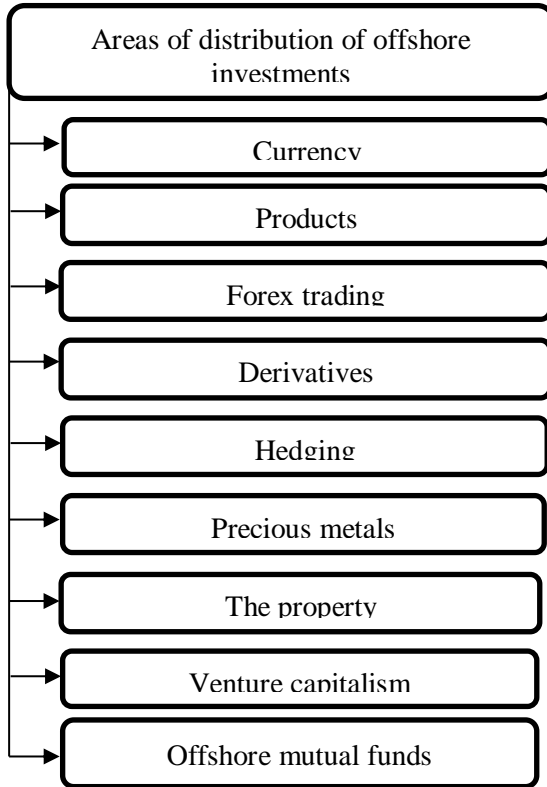 Areas of distribution of offshore
investments
Currency
Products
Forex trading
Derivatives
Hedging
Precious metals
The property
Venture capitalism
Offshore mutual funds